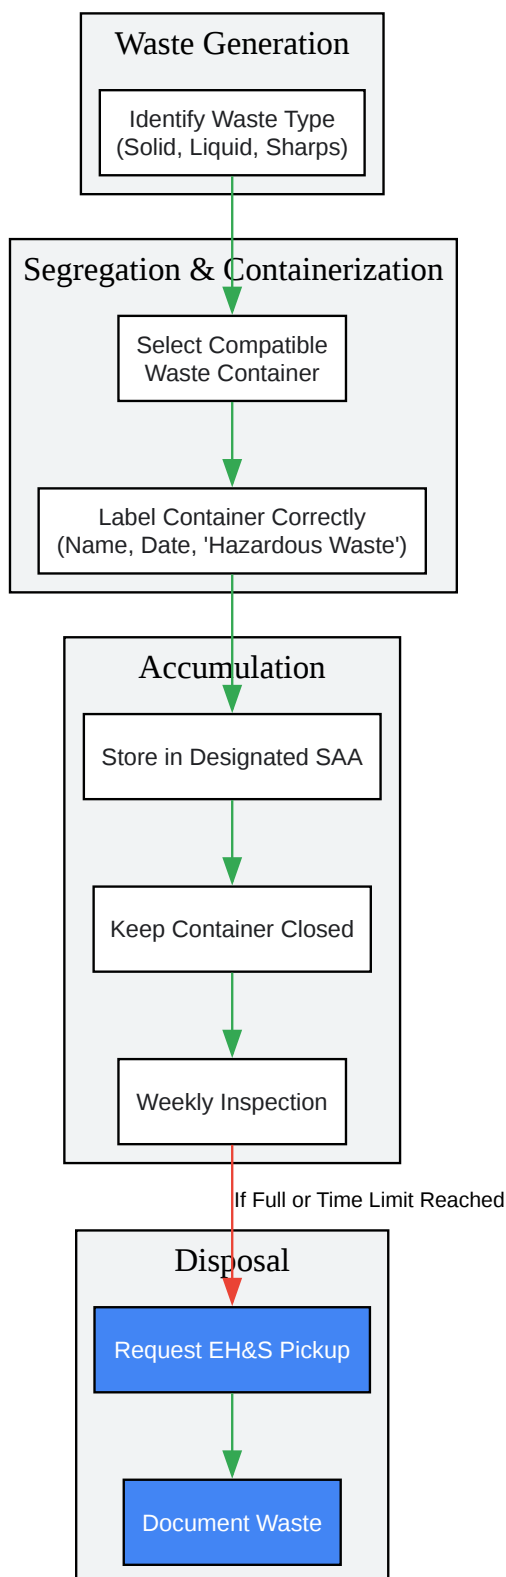 Waste Generation
Identify Waste Type
(Solid, Liquid, Sharps)
Segregation & Containerization
Select Compatible
Waste Container
Label Container Correctly
(Name, Date, 'Hazardous Waste')
Accumulation
Store in Designated SAA
Keep Container Closed
Weekly Inspection
If Full or Time Limit Reached
Disposal
Request EH&S Pickup
Document Waste